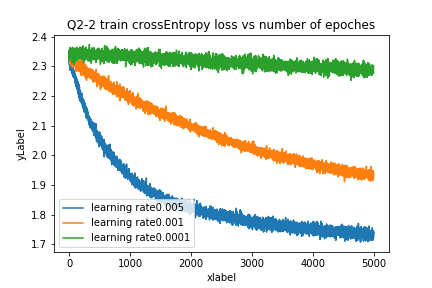 Q2-2 train crossEntropy loss vs number of epoches
2.4
2.3
2.2
2.1
2.0
1.9
1.8
1.7
yLabel
learning rate0.005
learning rate0.001
learning rate0.0001
0 1000 2000 3000 4000 5000
xlabel